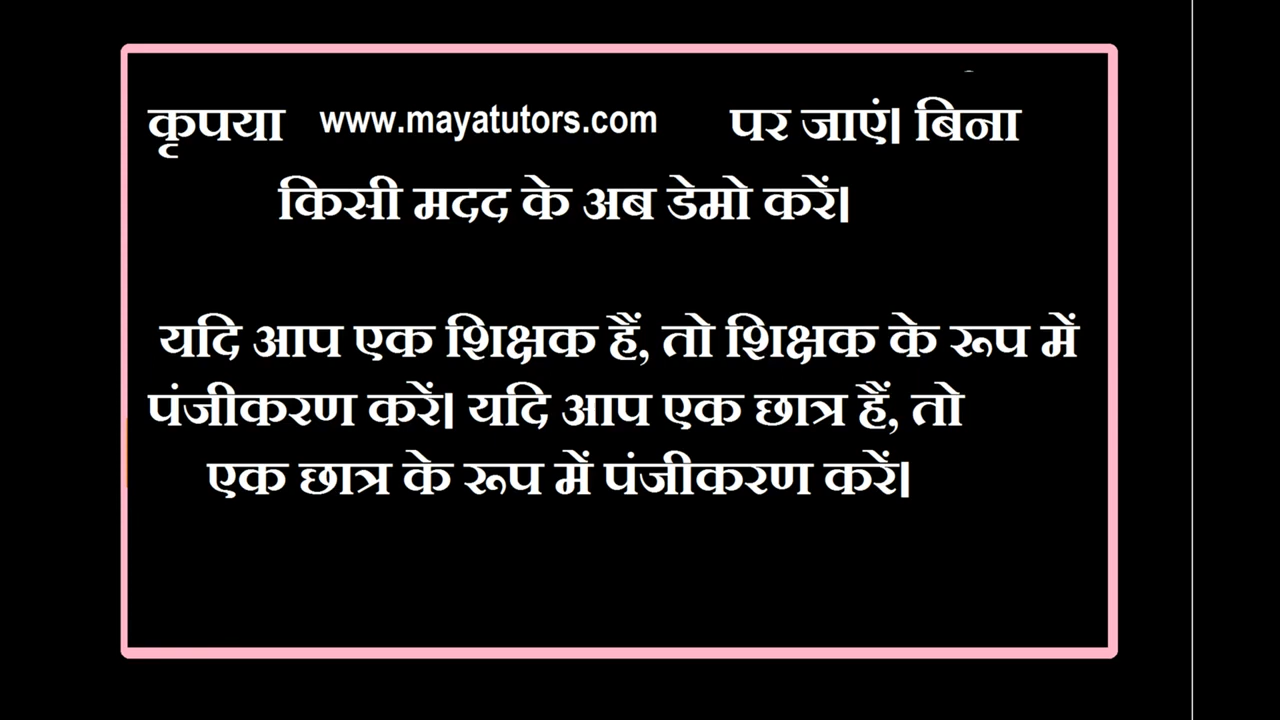 कृपया www.mayatutors.com पर जाएं। बिना
किसी मदद के अब डेमो करें।
यदि आप एक शिक्षक हैं, तो शिक्षक के रूप में
पंजीकरण करें। यदि आप एक छात्र हैं, तो
एक छात्र के रूप में पंजीकरण करें।